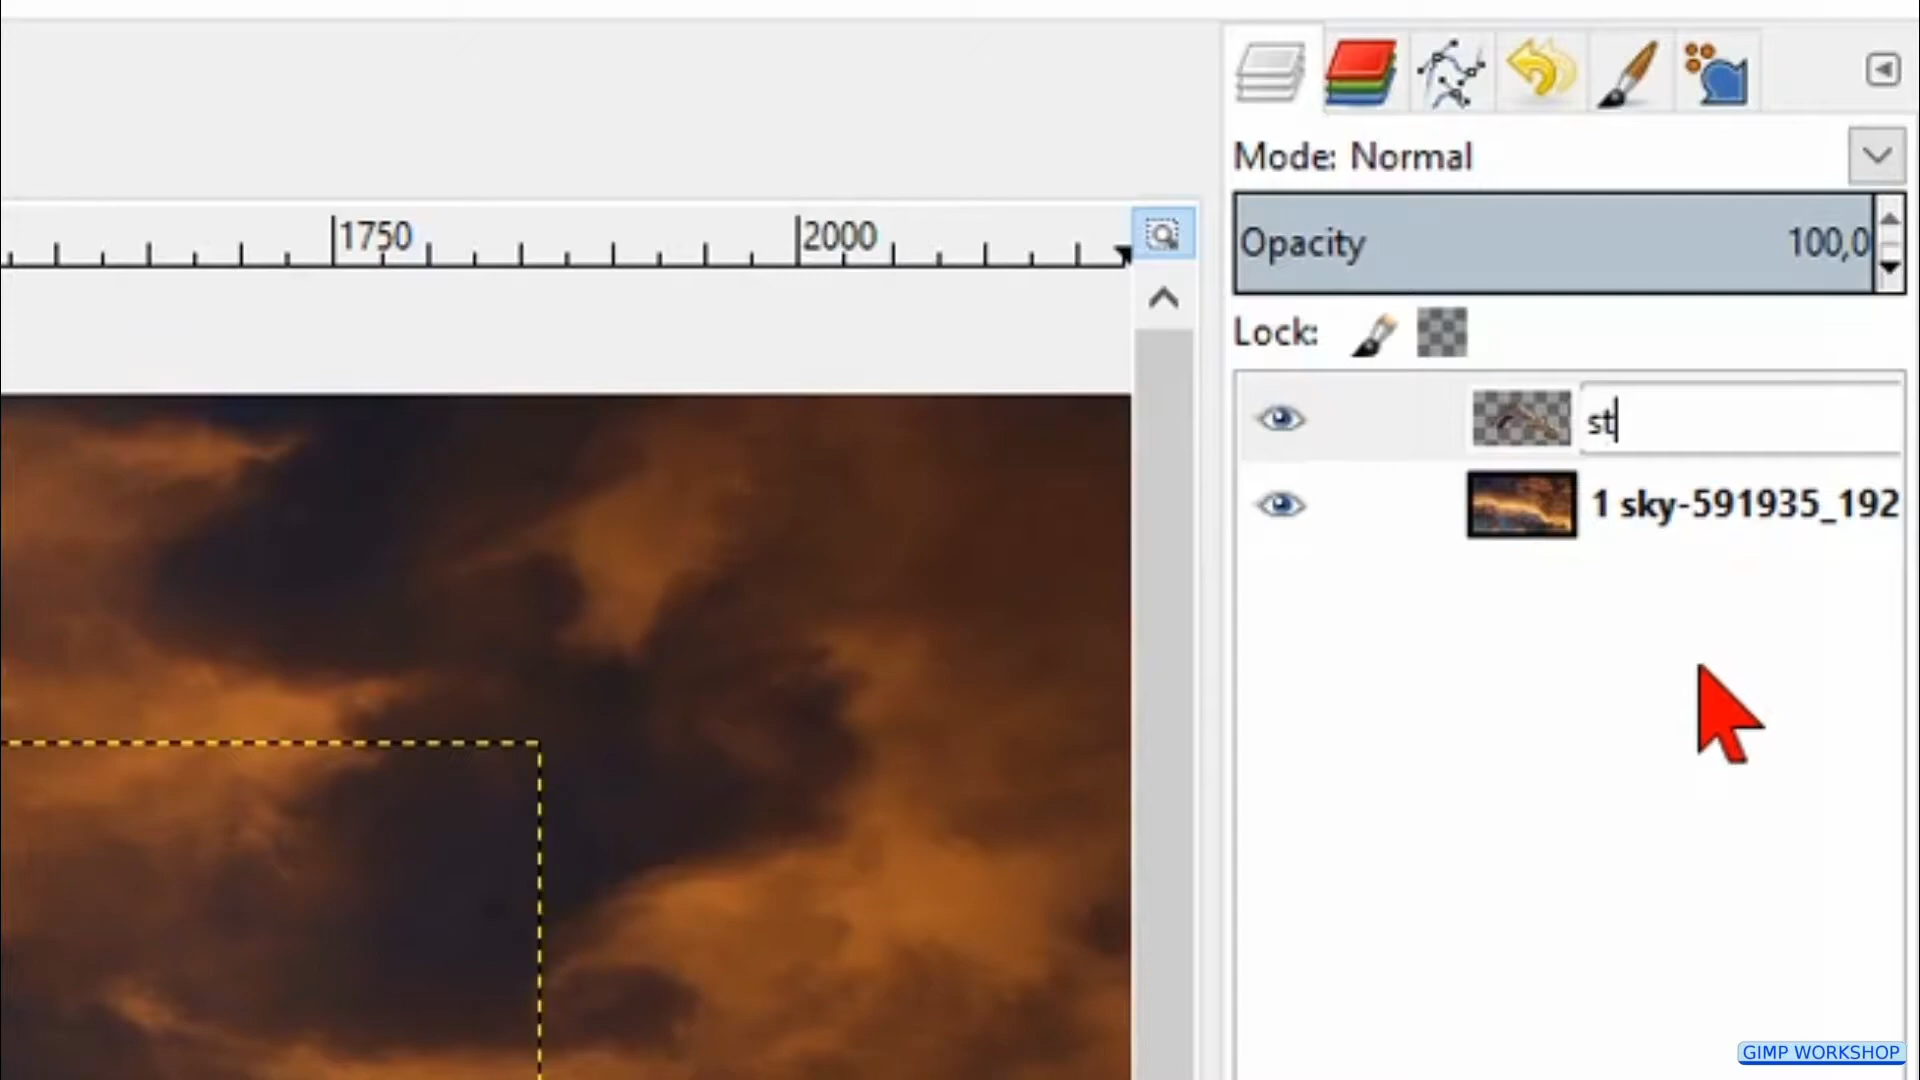 Mode: Normal
1750
2000
Opacity 100,0
Lock:
st
1 sky-591935_192
GIMP WORKSHOP